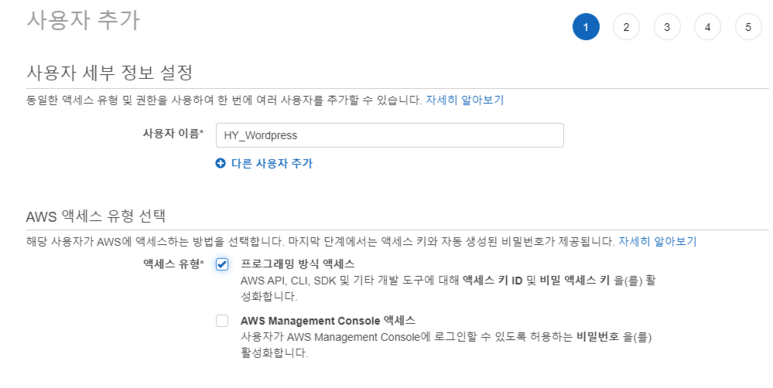 사용자 추가
1 2 3 4 5
사용자 세부 정보 설정
동일한 액세스 유형 및 권한을 사용하여 한 번에 여러 사용자를 추가할 수 있습니다. 자세히 알아보기
사용자 이름* HY_Wordpress
다른 사용자 추가
AWS 액세스 유형 선택
해당 사용자가 AWS에 액세스하는 방법을 선택합니다. 마지막 단계에서는 액세스 키와 자동 생성된 비밀번호가 제공됩니다. 자세히 알아보기
액세스 유형* 프로그래밍 방식 액세스
AWS API, CLI, SDK 및 기타 개발 도구에 대해 액세스 키 ID 및 비밀 액세스 키 을(를) 활
성화합니다.
AWS Management Console 액세스
사용자가 AWS Management Console에 로그인할 수 있도록 허용하는 비밀번호 을(를)
활성화합니다.